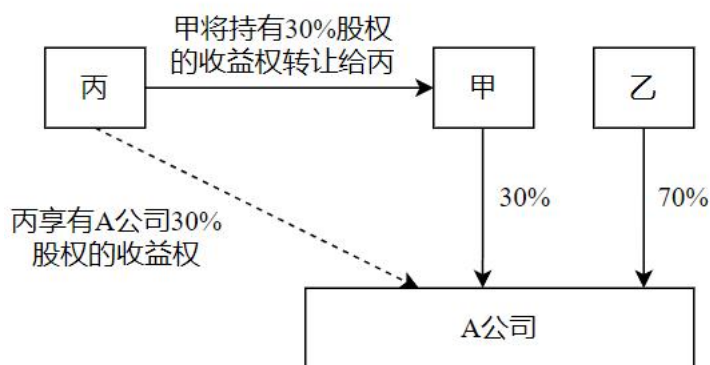 甲将持有30%股权
的收益权转让给丙
丙
甲
乙
30%
70%
丙享有A公司30%
股权的收益权
A公司